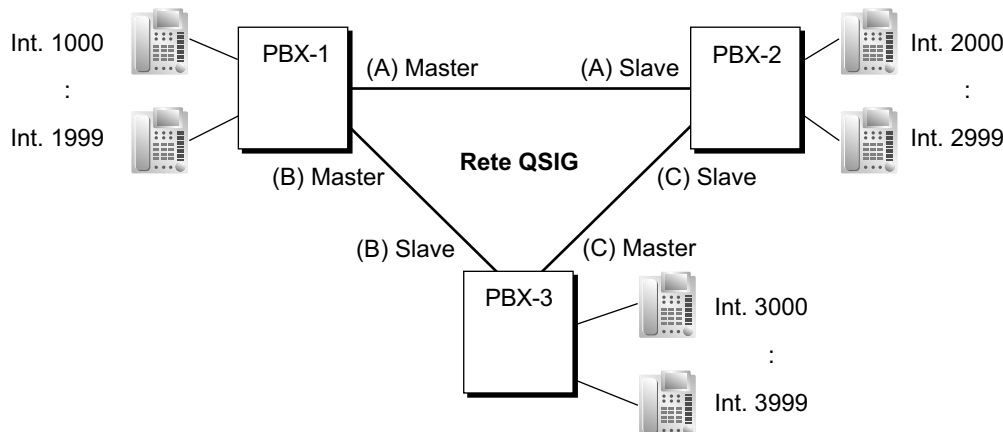 Int. 1000
:
Int. 1999
PBX-1
(A) Master
(A) Slave
PBX-2
Int. 2000
:
Int. 2999
Rete QSIG
(B) Master
(C) Slave
(B) Slave
(C) Master
PBX-3
Int. 3000
:
Int. 3999